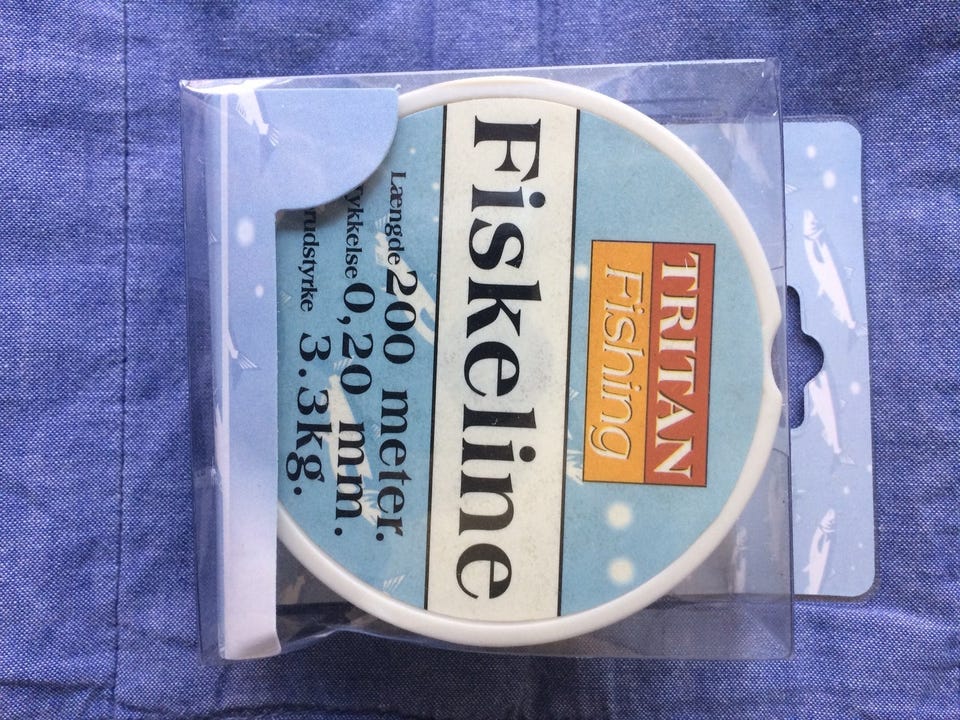 TRITAN
Fishing
Fiskeline
Længde 200 meter.
ykkelse 0,20 mm.
rudstyrke 3.3kg.